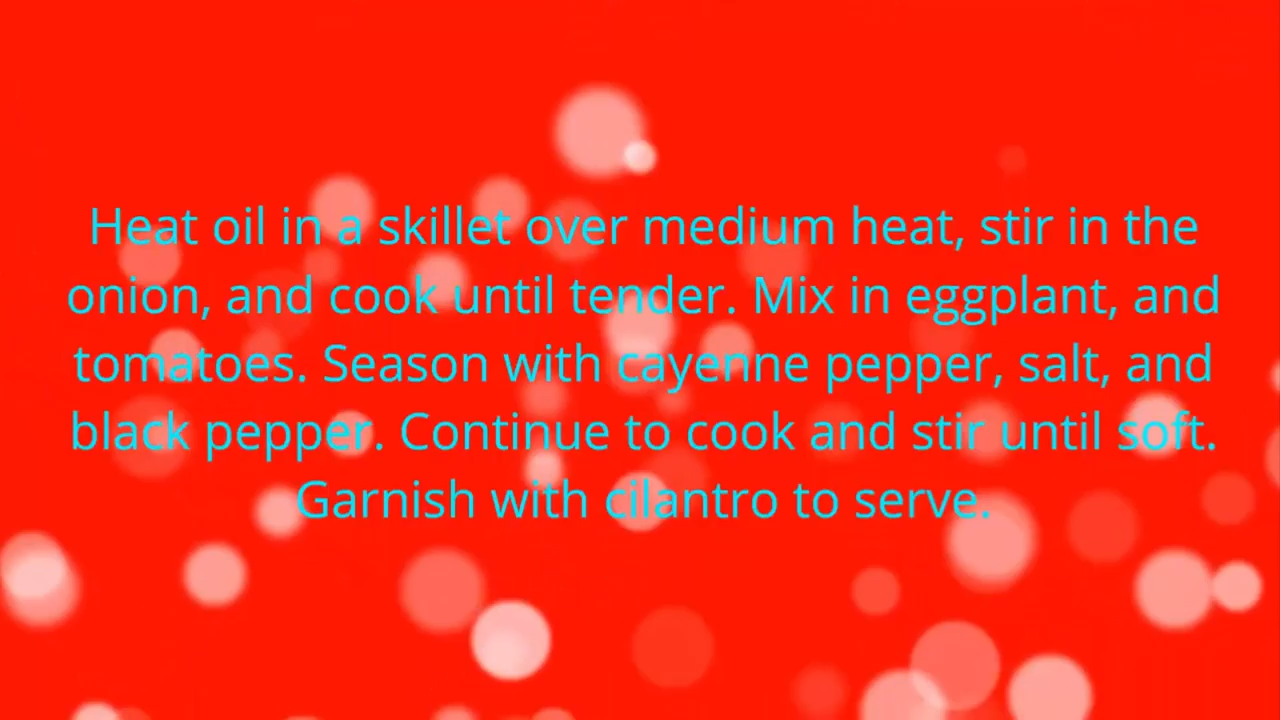 Heat oil in a skillet over medium heat, stir in the
onion, and cook until tender. Mix in eggplant, and
tomatoes. Season with cayenne pepper, salt, and
black pepper. Continue to cook and stir until soft.
Garnish with cilantro to serve.